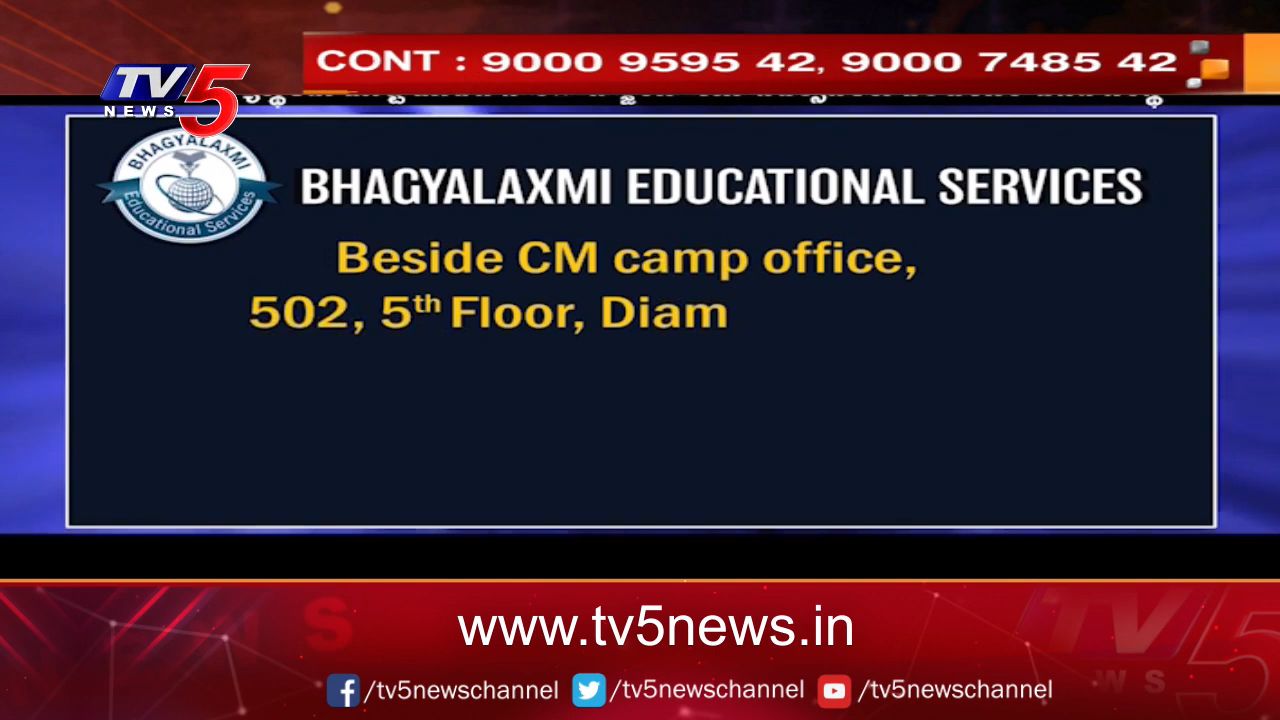 CONT : 9000 9595 42, 9000 7485 42
TV5
NEWS
BHAGYALAXMI
Educational Services
BHAGYALAXMI EDUCATIONAL SERVICES
Beside CM camp office,
502, 5th Floor, Diam
www.tv5news.in
/tv5newschannel /tv5newschannel /tv5newschannel